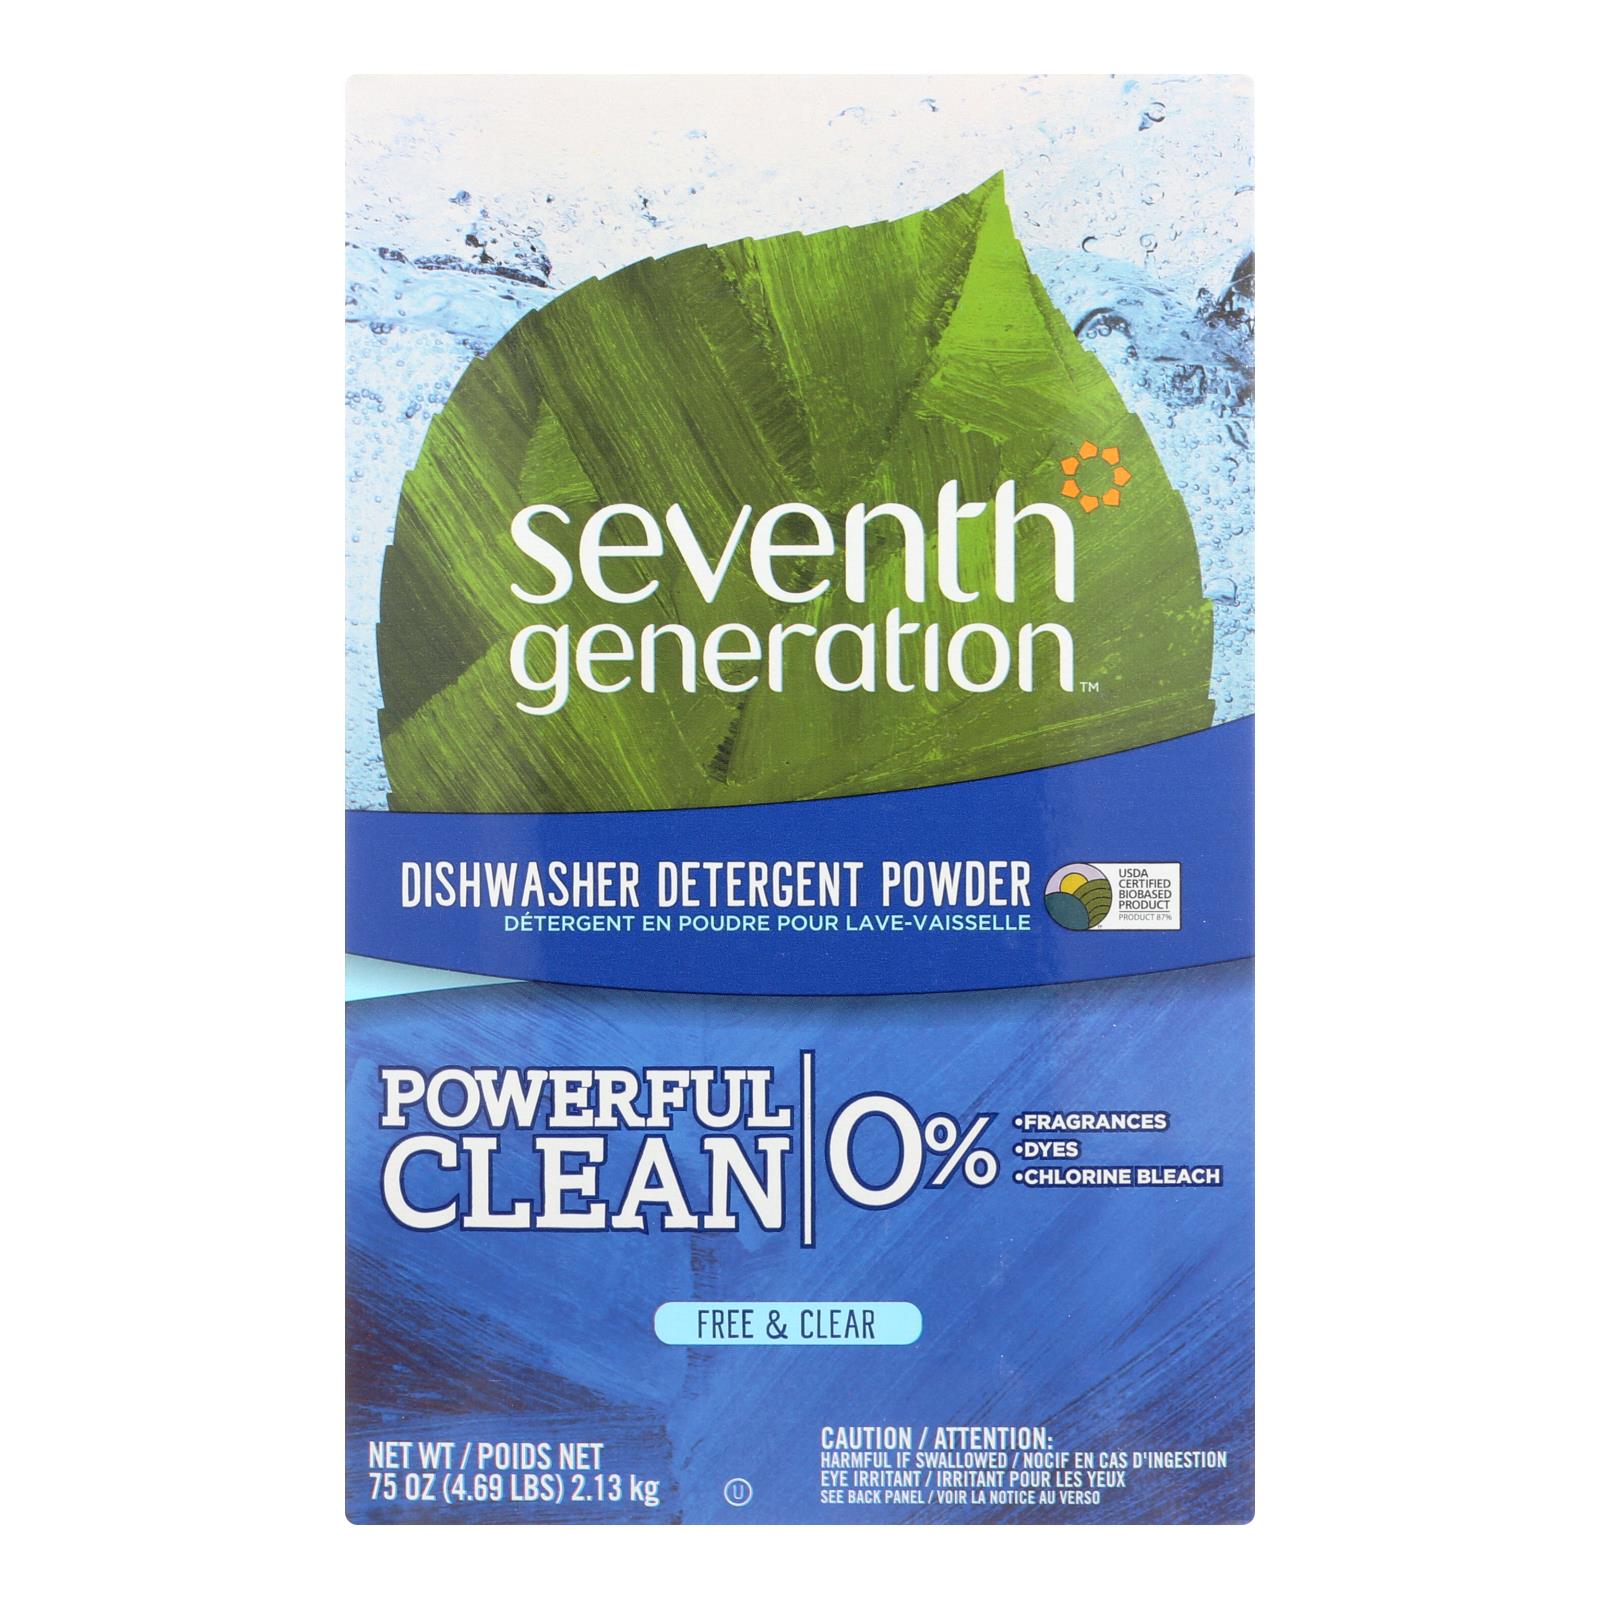 seventh
generation™
DISHWASHER DETERGENT POWDER
DÉTERGENT EN POUDRE POUR LAVE-VAISSELLE
USDA
CERTIFIED
BIOBASED
PRODUCT
PRODUCT 87%
POWERFUL
CLEAN
0%
•FRAGRANCES
•DYES
•CHLORINE BLEACH
FREE & CLEAR
NET WT / POIDS NET
75 OZ (4.69 LBS) 2.13 kg
U
CAUTION / ATTENTION:
HARMFUL IF SWALLOWED / NOCIF EN CAS D'INGESTION
EYE IRRITANT / IRRITANT POUR LES YEUX
SEE BACK PANEL / VOIR LA NOTICE AU VERSO